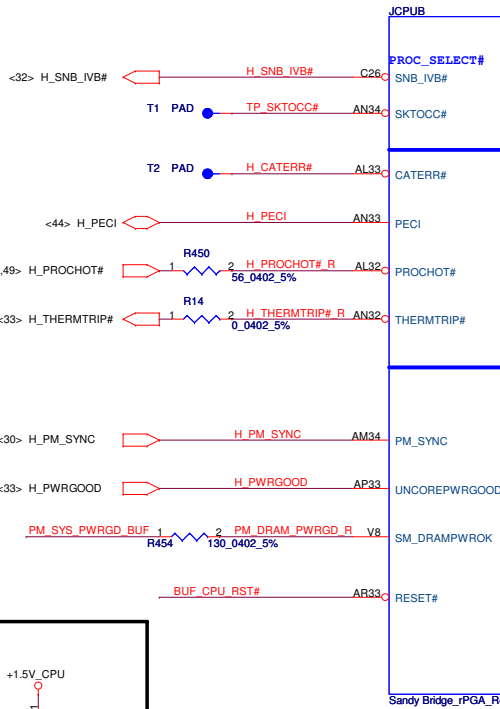 JCPUB
PROC_SELECT#
<32> H_SNB_IVB# H_SNB_IVB# C26 SNB_IVB#
T1 PAD TP_SKTOCC# AN34 SKTOCC#
T2 PAD H_CATERR# AL33 CATERR#
<44> H_PECI H_PECI AN33 PECI
R450
,49> H_PROCHOT# 1 2 H_PROCHOT#_R AL32 PROCHOT#
56_0402_5%
R14
<33> H_THERMTRIP# 1 2 H_THERMTRIP#_R AN32 THERMTRIP#
0_0402_5%
<30> H_PM_SYNC H_PM_SYNC AM34 PM_SYNC
<33> H_PWRGOOD H_PWRGOOD AP33 UNCOREPWRGOOD
PM_SYS_PWRGD_BUF 1 2 PM_DRAM_PWRGD_R V8 SM_DRAMPWROK
R454 130_0402_5%
BUF_CPU_RST# AR33 RESET#
+1.5V_CPU
1
Sandy Bridge_rPGA_R